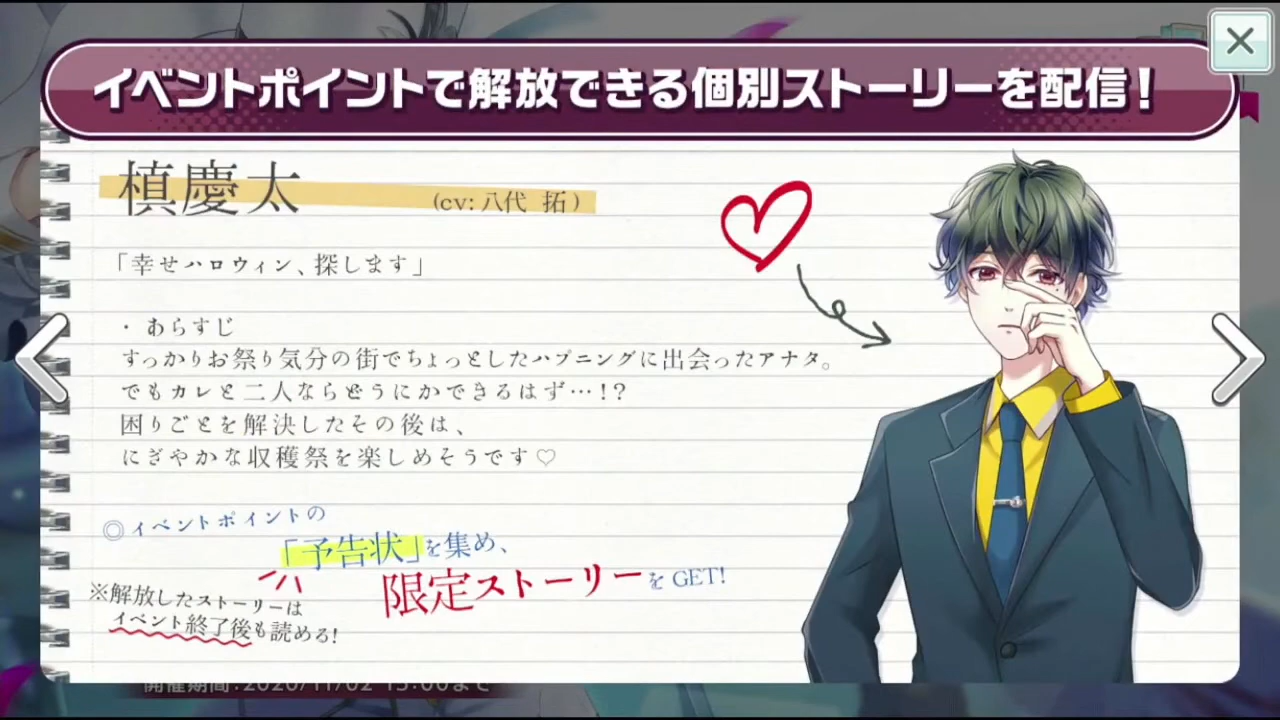 イベントポイントで解放できる個別ストーリーを配信！
槙慶太 (cv: 八代 拓)
「幸せハロウィン、探します」
・あらすじ
すっかりお祭り気分の街でちょっとしたハプニングに出会ったアナタ。
でもカレと二人ならどうにかできるはず…!?
困りごとを解決したその後は、
にぎやかな収穫祭を楽しめそうです♡
◎イベントポイントの
「予告状」を集め、
限定ストーリーをGET!
※解放したストーリーは
イベント終了後も読める!
開催期間:2020/11/02 15:00まで